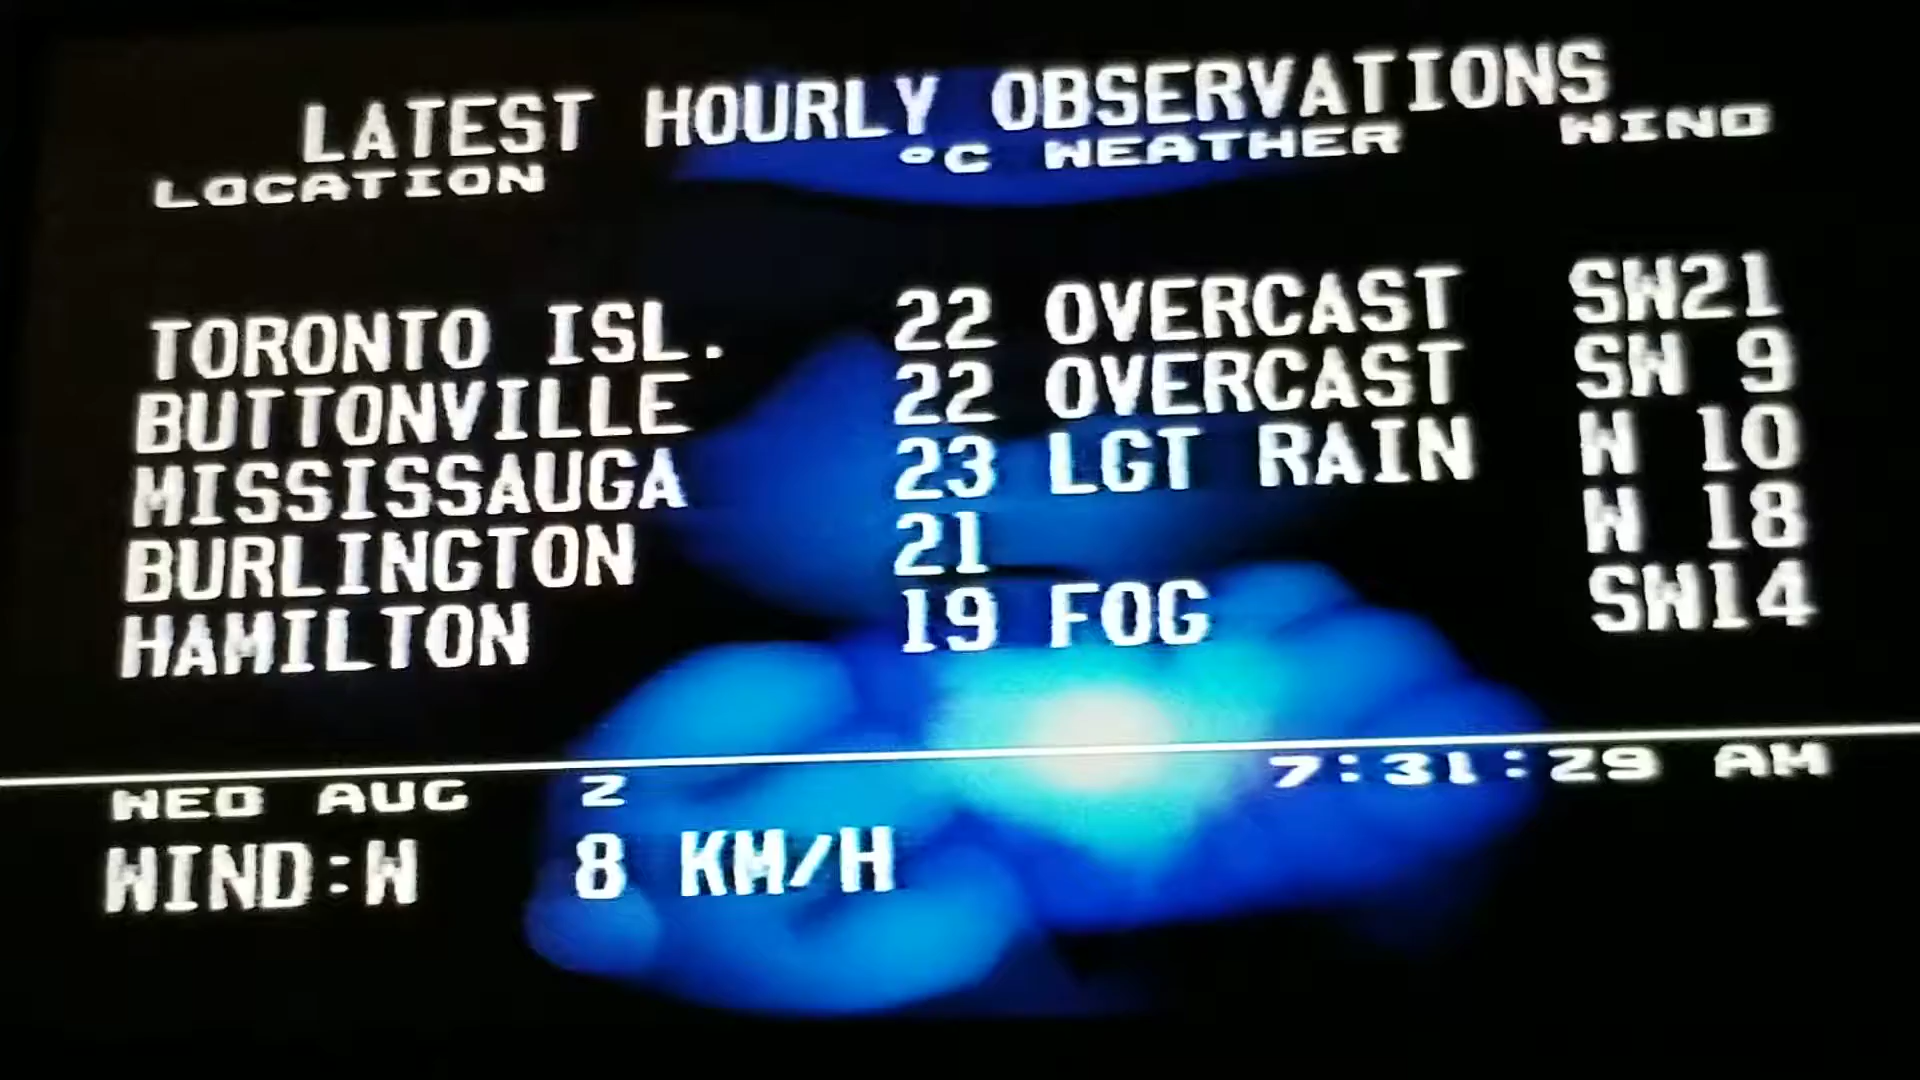 LATEST HOURLY OBSERVATIONS
LOCATION °C WEATHER WIND
TORONTO ISL. 22 OVERCAST SW21
BUTTONVILLE 22 OVERCAST SW 9
MISSISSAUGA 23 LGT RAIN W 10
BURLINGTON 21 W 18
HAMILTON 19 FOG SW14
WED AUG 2 7:31:29 AM
WIND:W 8 KM/H